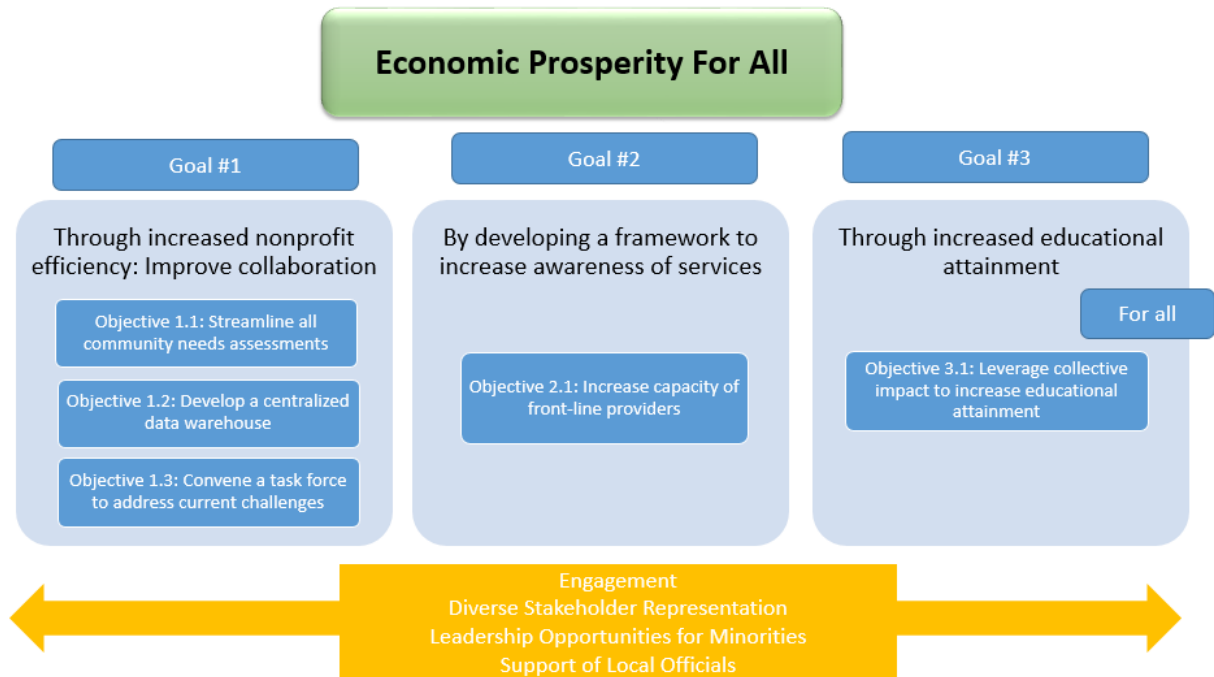 Economic Prosperity For All
Goal #1
Through increased nonprofit
efficiency: Improve collaboration
Objective 1.1: Streamline all
community needs assessments
Objective 1.2: Develop a centralized
data warehouse
Objective 1.3: Convene a task force
to address current challenges
Goal #2
By developing a framework to
increase awareness of services
Objective 2.1: Increase capacity of
front-line providers
Goal #3
Through increased educational
attainment
For all
Objective 3.1: Leverage collective
impact to increase educational
attainment
Engagement
Diverse Stakeholder Representation
Leadership Opportunities for Minorities
Support of Local Officials